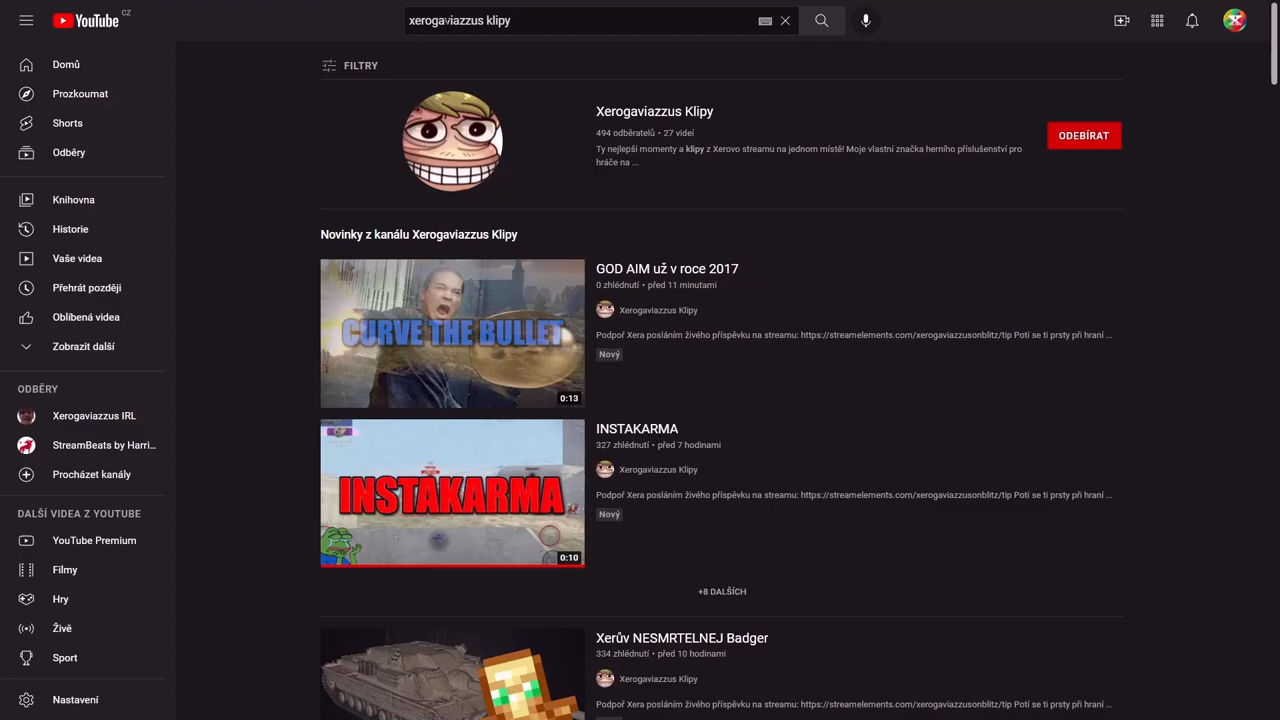 YouTube CZ
xerogaviazzus klipy
Domů
Prozkoumat
Shorts
Odběry
Knihovna
Historie
Vaše videa
Přehrát později
Oblíbená videa
Zobrazit další
ODBĚRY
Xerogaviazzus IRL
StreamBeats by Harri...
Procházet kanály
DALŠÍ VIDEA Z YOUTUBE
YouTube Premium
Filmy
Hry
Živě
Sport
Nastavení
FILTRY
Xerogaviazzus Klipy
494 odběratelů • 27 videí
Ty nejlepší momenty a klipy z Xerovo streamu na jednom místě! Moje vlastní značka herního příslušenství pro
hráče na ...
ODEBÍRAT
Novinky z kanálu Xerogaviazzus Klipy
CURVE THE BULLET
0:13
GOD AIM už v roce 2017
0 zhlédnutí • před 11 minutami
Xerogaviazzus Klipy
Podpoř Xera posláním živého příspěvku na streamu: https://streamelements.com/xerogaviazzusonblitz/tip Potí se ti prsty při hraní ...
Nový
INSTAKARMA
0:10
INSTAKARMA
327 zhlédnutí • před 7 hodinami
Xerogaviazzus Klipy
Podpoř Xera posláním živého příspěvku na streamu: https://streamelements.com/xerogaviazzusonblitz/tip Potí se ti prsty při hraní ...
Nový
+8 DALŠÍCH
Xerův NESMRTELNEJ Badger
334 zhlédnutí • před 10 hodinami
Xerogaviazzus Klipy
Podpoř Xera posláním živého příspěvku na streamu: https://streamelements.com/xerogaviazzusonblitz/tip Potí se ti prsty při hraní ...